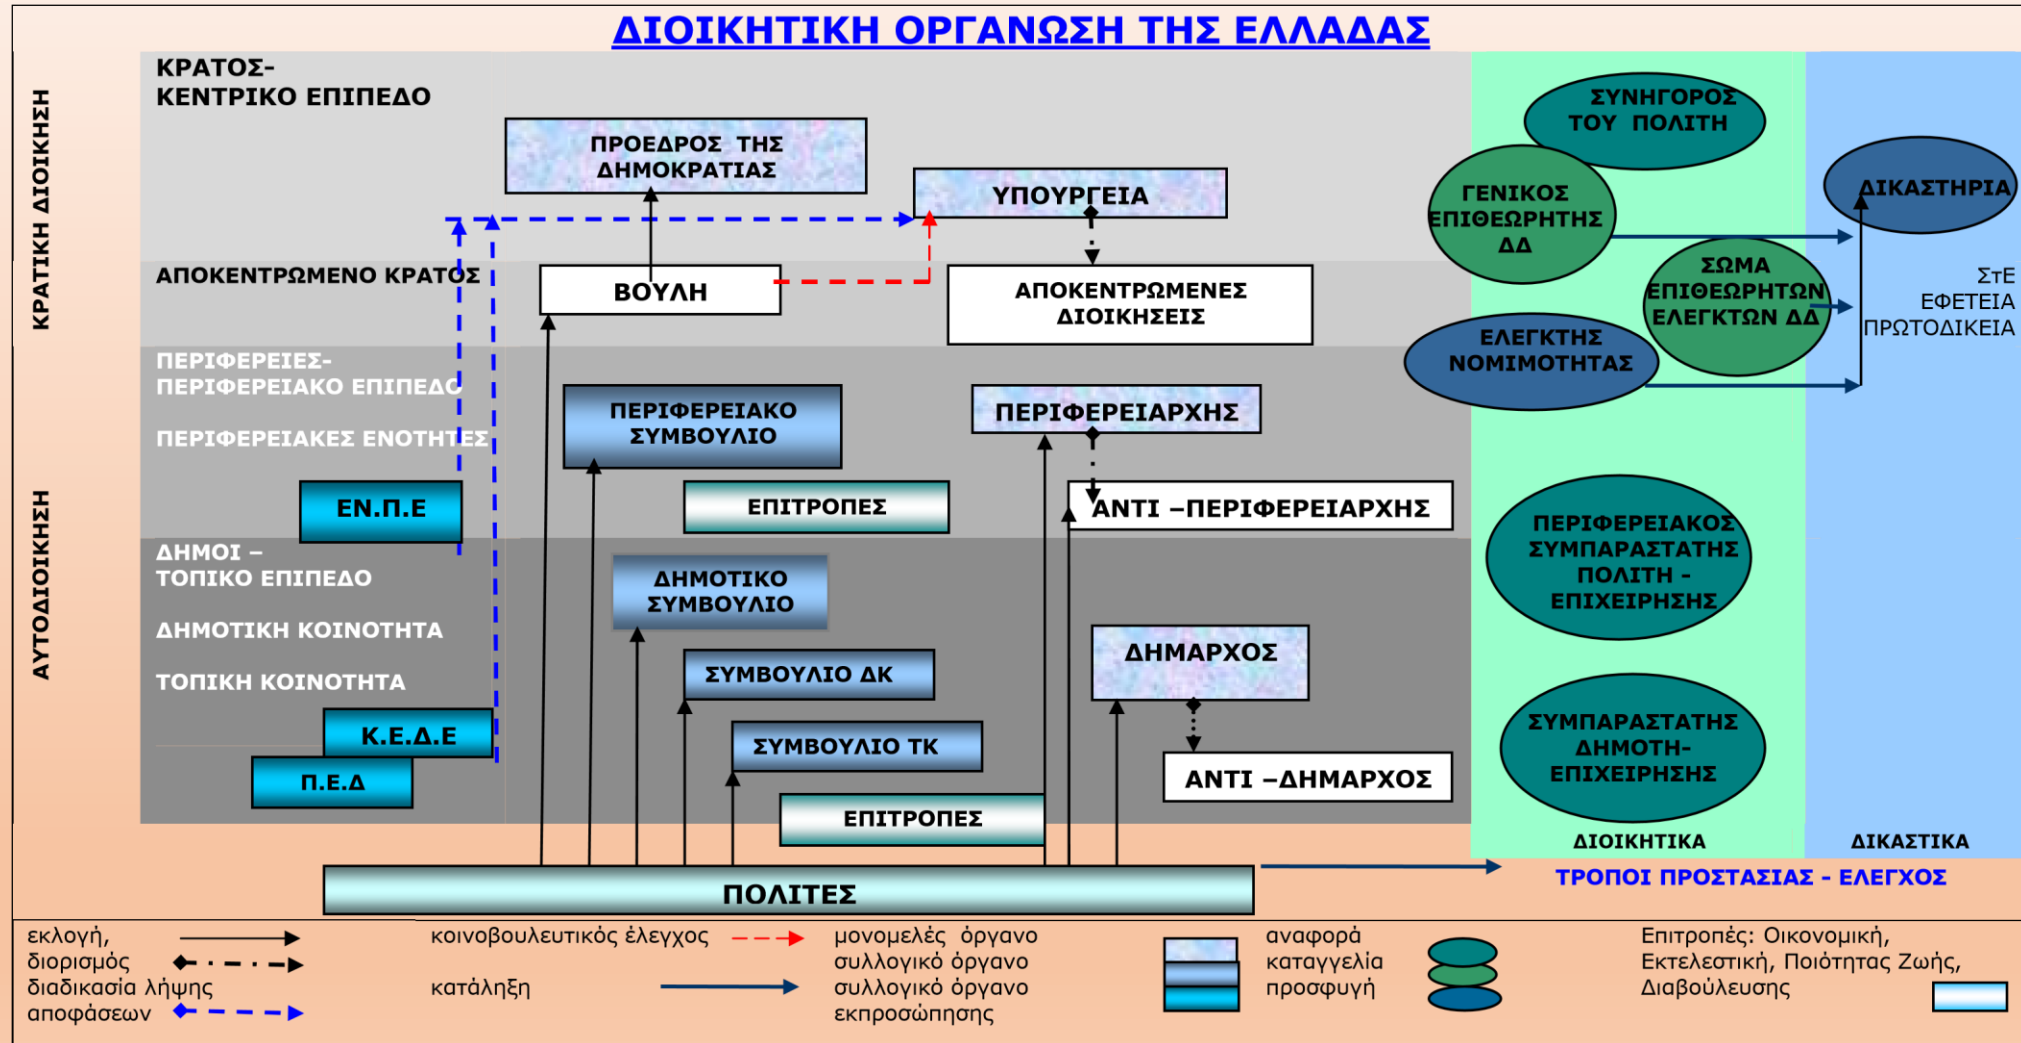 ΔΙΟΙΚΗΤΙΚΗ ΟΡΓΑΝΩΣΗ ΤΗΣ ΕΛΛΑΔΑΣ
ΚΡΑΤΙΚΗ ΔΙΟΙΚΗΣΗ
ΑΥΤΟΔΙΟΙΚΗΣΗ
ΚΡΑΤΟΣ-
ΚΕΝΤΡΙΚΟ ΕΠΙΠΕΔΟ
ΠΡΟΕΔΡΟΣ ΤΗΣ
ΔΗΜΟΚΡΑΤΙΑΣ
ΥΠΟΥΡΓΕΙΑ
ΑΠΟΚΕΝΤΡΩΜΕΝΟ ΚΡΑΤΟΣ
ΒΟΥΛΗ
ΑΠΟΚΕΝΤΡΩΜΕΝΕΣ
ΔΙΟΙΚΗΣΕΙΣ
ΠΕΡΙΦΕΡΕΙΕΣ-
ΠΕΡΙΦΕΡΕΙΑΚΟ ΕΠΙΠΕΔΟ
ΠΕΡΙΦΕΡΕΙΑΚΕΣ ΕΝΟΤΗΤΕΣ
ΠΕΡΙΦΕΡΕΙΑΚΟ
ΣΥΜΒΟΥΛΙΟ
ΠΕΡΙΦΕΡΕΙΑΡΧΗΣ
ΕΝ.Π.Ε
ΕΠΙΤΡΟΠΕΣ
ΑΝΤΙ –ΠΕΡΙΦΕΡΕΙΑΡΧΗΣ
ΔΗΜΟΙ –
ΤΟΠΙΚΟ ΕΠΙΠΕΔΟ
ΔΗΜΟΤΙΚΗ ΚΟΙΝΟΤΗΤΑ
ΤΟΠΙΚΗ ΚΟΙΝΟΤΗΤΑ
ΔΗΜΟΤΙΚΟ
ΣΥΜΒΟΥΛΙΟ
ΔΗΜΑΡΧΟΣ
ΣΥΜΒΟΥΛΙΟ ΔΚ
Κ.Ε.Δ.Ε
ΣΥΜΒΟΥΛΙΟ ΤΚ
Π.Ε.Δ
ΑΝΤΙ –ΔΗΜΑΡΧΟΣ
ΕΠΙΤΡΟΠΕΣ
ΠΟΛΙΤΕΣ
ΣΥΝΗΓΟΡΟΣ
ΤΟΥ ΠΟΛΙΤΗ
ΓΕΝΙΚΟΣ
ΕΠΙΘΕΩΡΗΤΗΣ
ΔΔ
ΣΩΜΑ
ΕΠΙΘΕΩΡΗΤΩΝ
ΕΛΕΓΚΤΩΝ ΔΔ
ΕΛΕΓΚΤΗΣ
ΝΟΜΙΜΟΤΗΤΑΣ
ΔΙΚΑΣΤΗΡΙΑ
ΣτΕ
ΕΦΕΤΕΙΑ
ΠΡΩΤΟΔΙΚΕΙΑ
ΠΕΡΙΦΕΡΕΙΑΚΟΣ
ΣΥΜΠΑΡΑΣΤΑΤΗΣ
ΠΟΛΙΤΗ -
ΕΠΙΧΕΙΡΗΣΗΣ
ΣΥΜΠΑΡΑΣΤΑΤΗΣ
ΔΗΜΟΤΗ-
ΕΠΙΧΕΙΡΗΣΗΣ
ΔΙΟΙΚΗΤΙΚΑ
ΔΙΚΑΣΤΙΚΑ
ΤΡΟΠΟΙ ΠΡΟΣΤΑΣΙΑΣ - ΕΛΕΓΧΟΣ
εκλογή,
διορισμός
διαδικασία λήψης
αποφάσεων
κοινοβουλευτικός έλεγχος
κατάληξη
μονομελές όργανο
συλλογικό όργανο
συλλογικό όργανο
εκπροσώπησης
αναφορά
καταγγελία
προσφυγή
Επιτροπές: Οικονομική,
Εκτελεστική, Ποιότητας Ζωής,
Διαβούλευσης